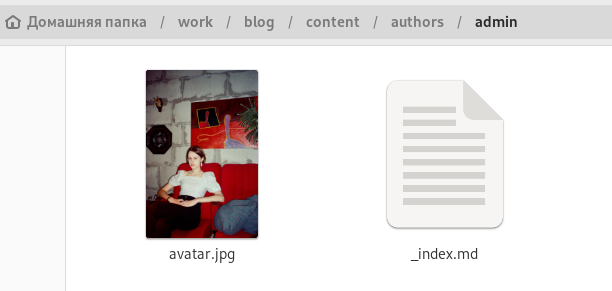 Домашняя папка / work / blog / content / authors / admin
avatar.jpg
_index.md